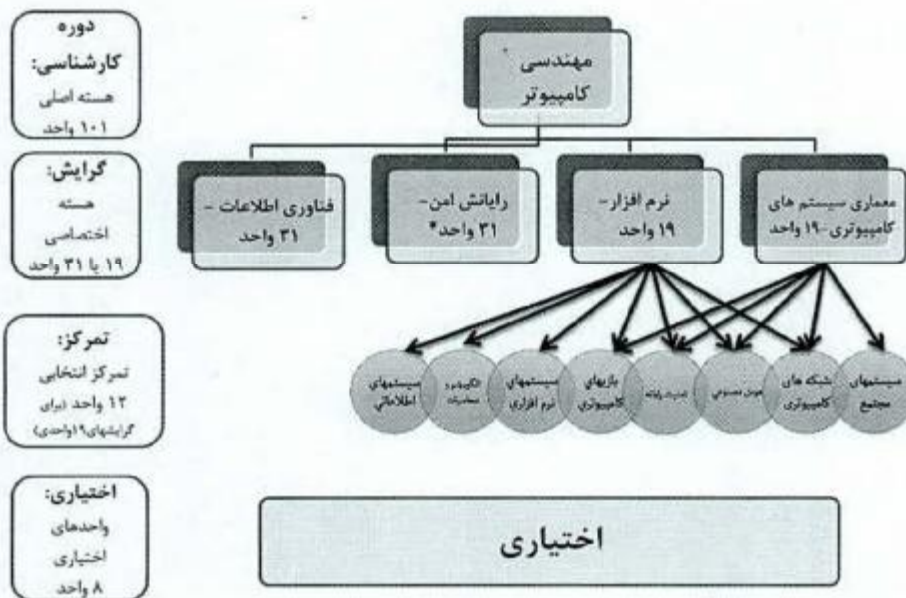 دوره
کارشناسی:
هسته اصلی
۱۰۱ واحد
مهندسی
کامپیوتر
گرایش:
هسته
اختصاصی
۱۹ یا ۳۱ واحد
معماری سیستم های
کامپیوتری-۱۹ واحد
نرم افزار-
۱۹ واحد
رایانش امن-
۳۱ واحد*
فناوری اطلاعات -
۳۱ واحد
تمرکز:
تمرکز انتخابی
۱۲ واحد (برای
گرایشهای۱۹واحدی)
سیستمهای
مجتمع
شبکه های
کامپیوتری
هوش مصنوعی
بازیهای
کامپیوتری
سیستمهای
نرم افزاری
سیستمهای
اطلاعاتی
اختیاری:
واحدهای
اختیاری
۸ واحد
اختیاری